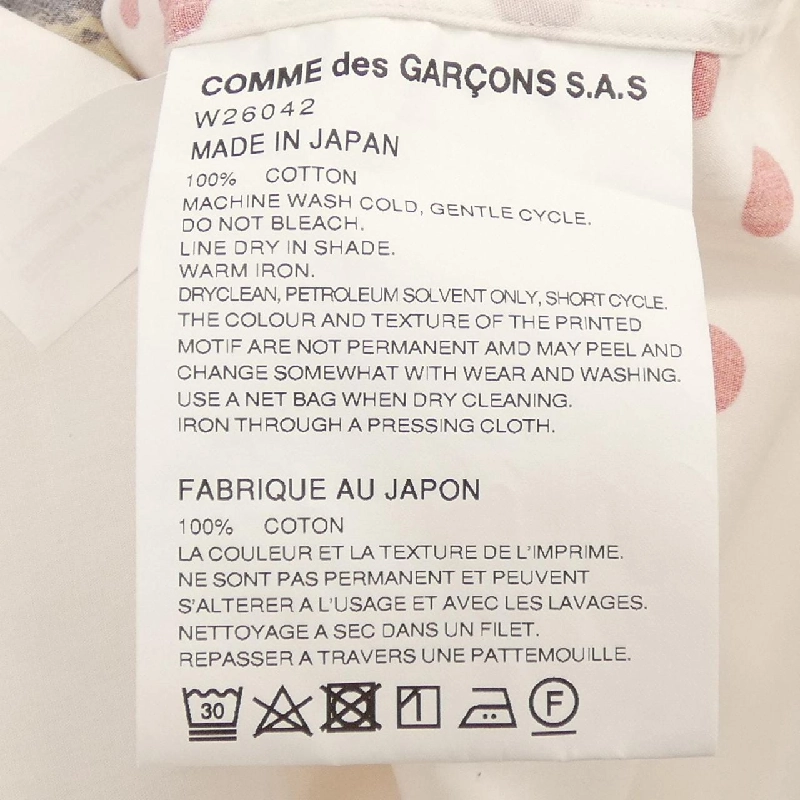 COMME des GARÇONS S.A.S
W26042
MADE IN JAPAN
100% COTTON
MACHINE WASH COLD, GENTLE CYCLE.
DO NOT BLEACH.
LINE DRY IN SHADE.
WARM IRON.
DRYCLEAN, PETROLEUM SOLVENT ONLY, SHORT CYCLE.
THE COLOUR AND TEXTURE OF THE PRINTED
MOTIF ARE NOT PERMANENT AMD MAY PEEL AND
CHANGE SOMEWHAT WITH WEAR AND WASHING.
USE A NET BAG WHEN DRY CLEANING.
IRON THROUGH A PRESSING CLOTH.
FABRIQUE AU JAPON
100% COTON
LA COULEUR ET LA TEXTURE DE L'IMPRIME.
NE SONT PAS PERMANENT ET PEUVENT
S'ALTERER A L'USAGE ET AVEC LES LAVAGES.
NETTOYAGE A SEC DANS UN FILET.
REPASSER A TRAVERS UNE PATTEMOUILLE.
30 F